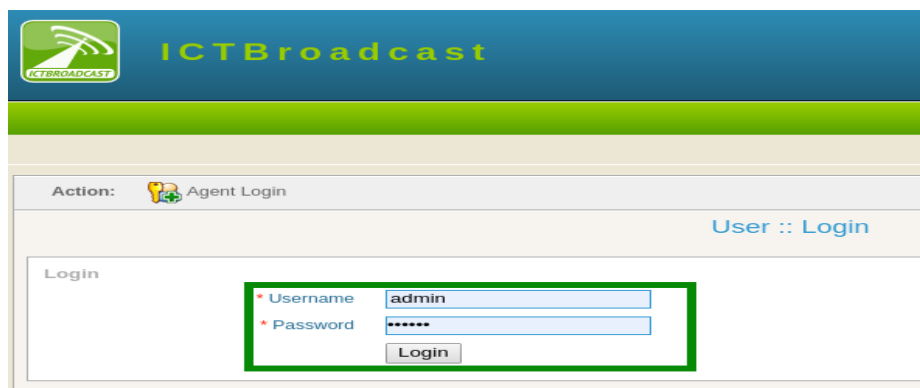 ICTBROADCAST
ICTBroadcast
Action: Agent Login
User :: Login
Login
* Username admin
* Password ••••••
Login